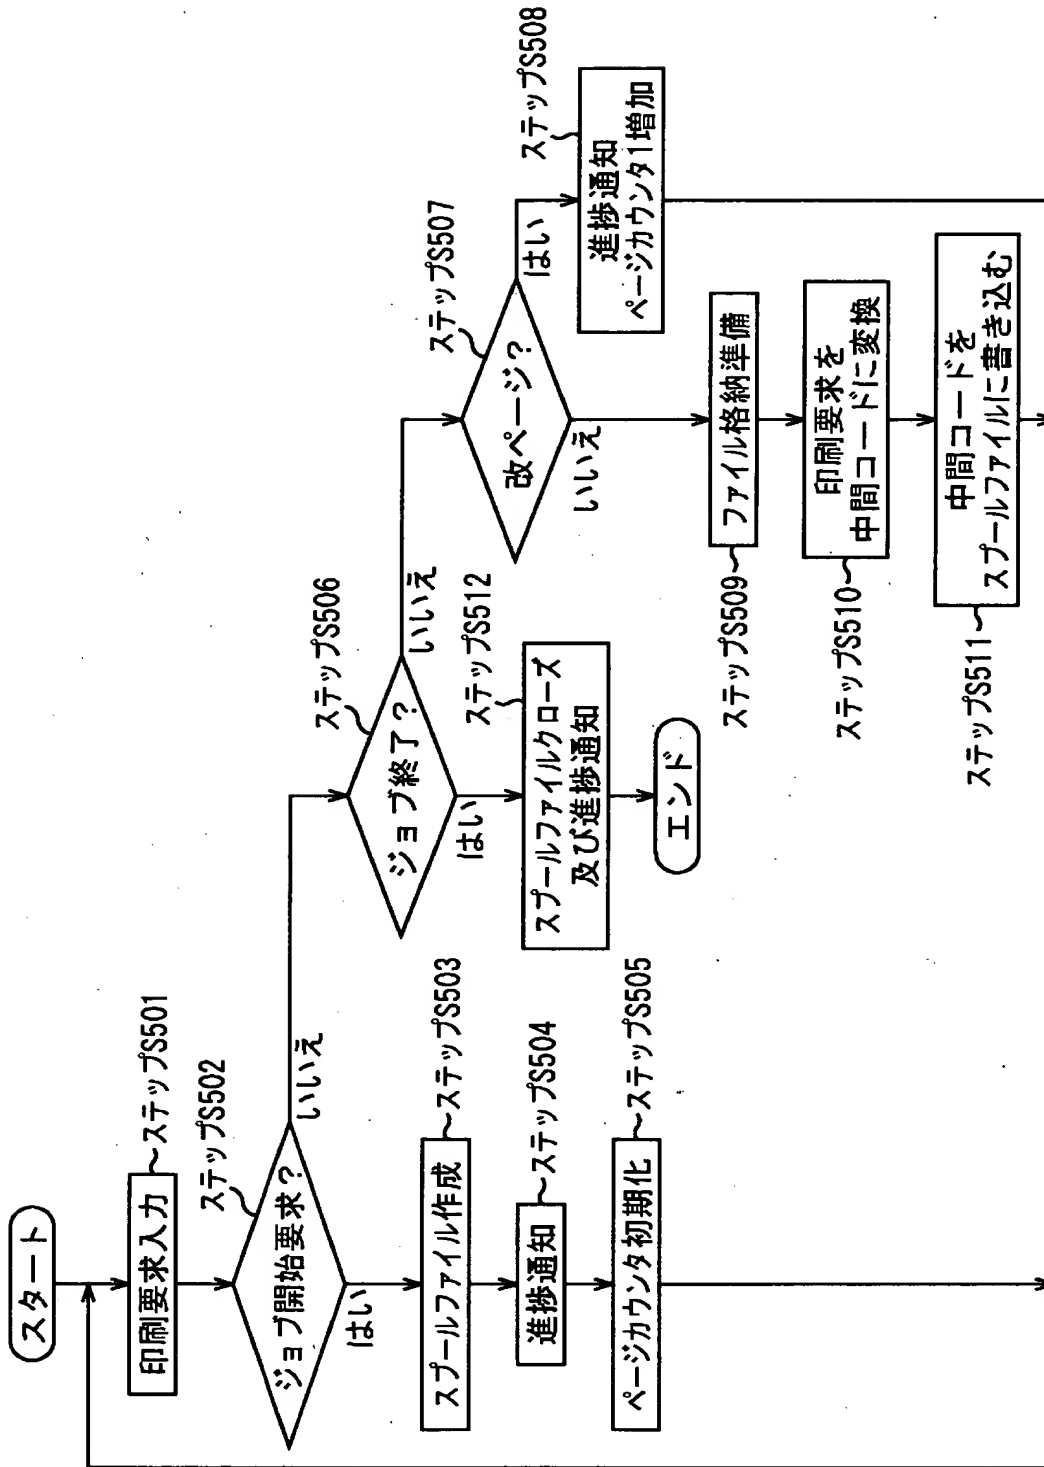 スタート
印刷要求入力
ステップS501
ジョブ開始要求?
ステップS502
はい
いいえ
スプールファイル作成
ステップS503
進捗通知
ステップS504
ページカウンタ初期化
ステップS505
ジョブ終了?
ステップS506
はい
いいえ
スプールファイルクローズ
及び進捗通知
ステップS512
エンド
改ページ?
ステップS507
はい
いいえ
進捗通知
ページカウンタ1増加
ステップS508
ファイル格納準備
ステップS509
印刷要求を
中間コードに変換
ステップS510
中間コードを
スプールファイルに書き込む
ステップS511